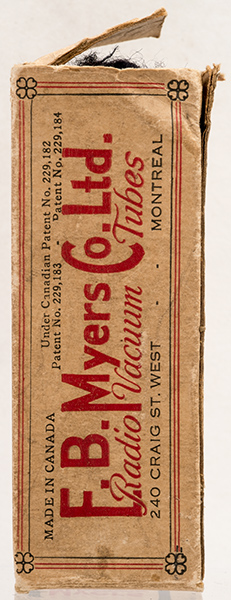 MADE IN CANADA
Under Canadian Patent No. 229,182
Patent No. 229,183 - Patent No. 229,184
E.B. Myers Co. Ltd.
Radio Vacuum Tubes
240 CRAIG ST. WEST - - MONTREAL